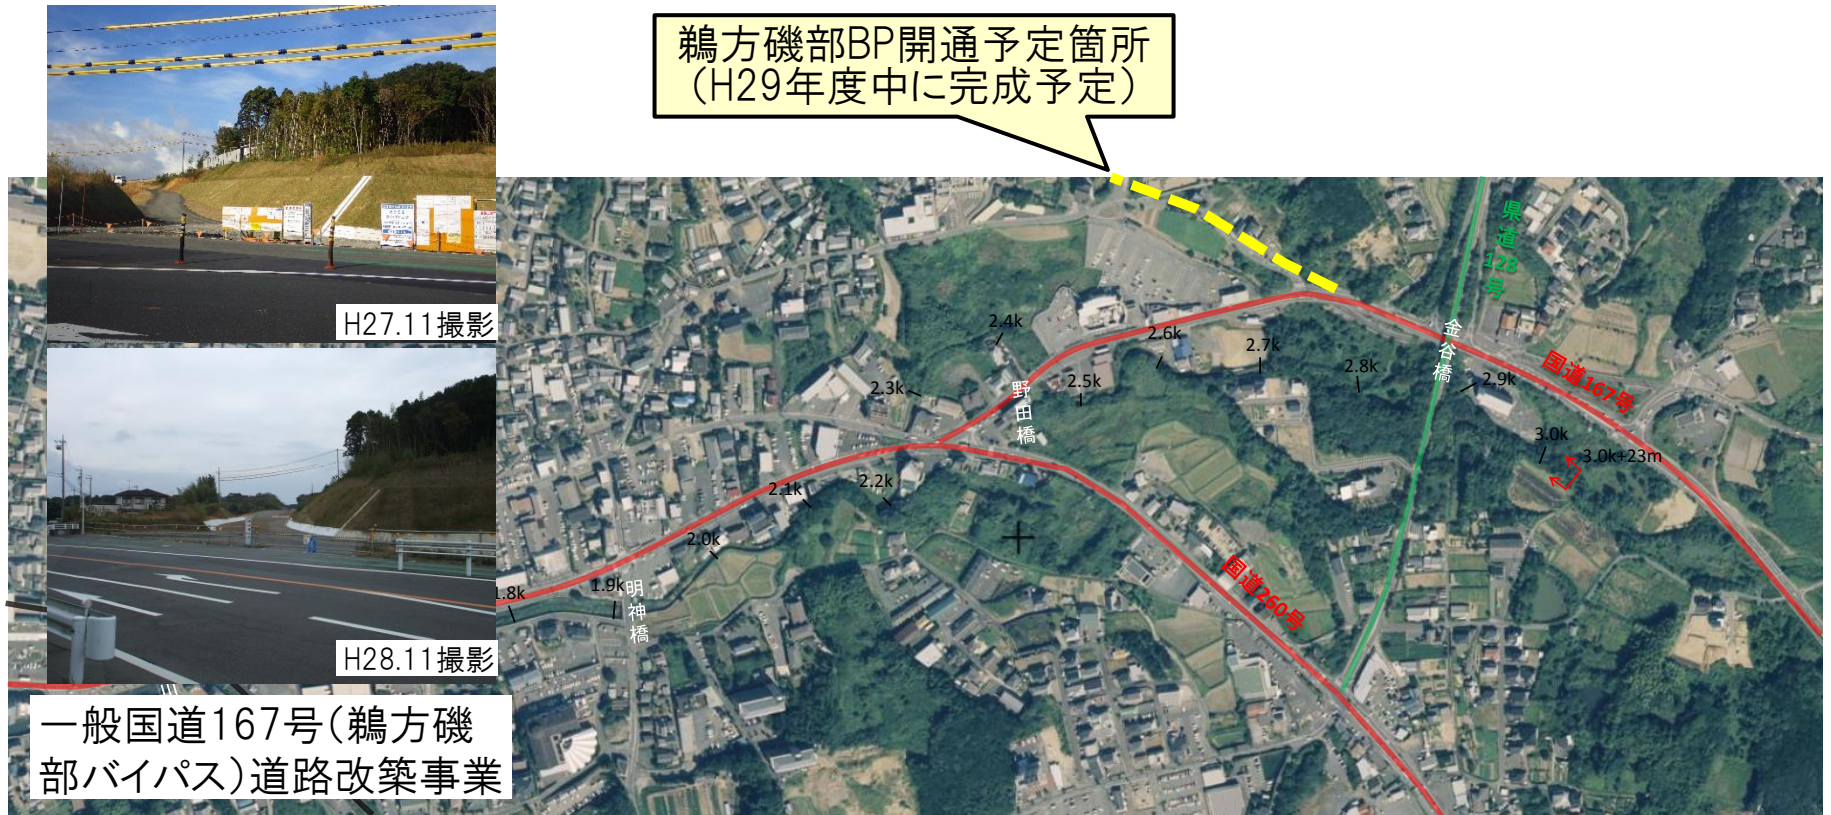 鵜方磯部BP開通予定箇所
（H29年度中に完成予定）
H27.11撮影
H28.11撮影
一般国道167号（鵜方磯
部バイパス）道路改築事業
県道128号
金谷橋
国道167号
野田橋
国道260号
明神橋
1.8k
1.9k
2.0k
2.1k
2.2k
2.3k
2.4k
2.5k
2.6k
2.7k
2.8k
2.9k
3.0k
3.0k+23m